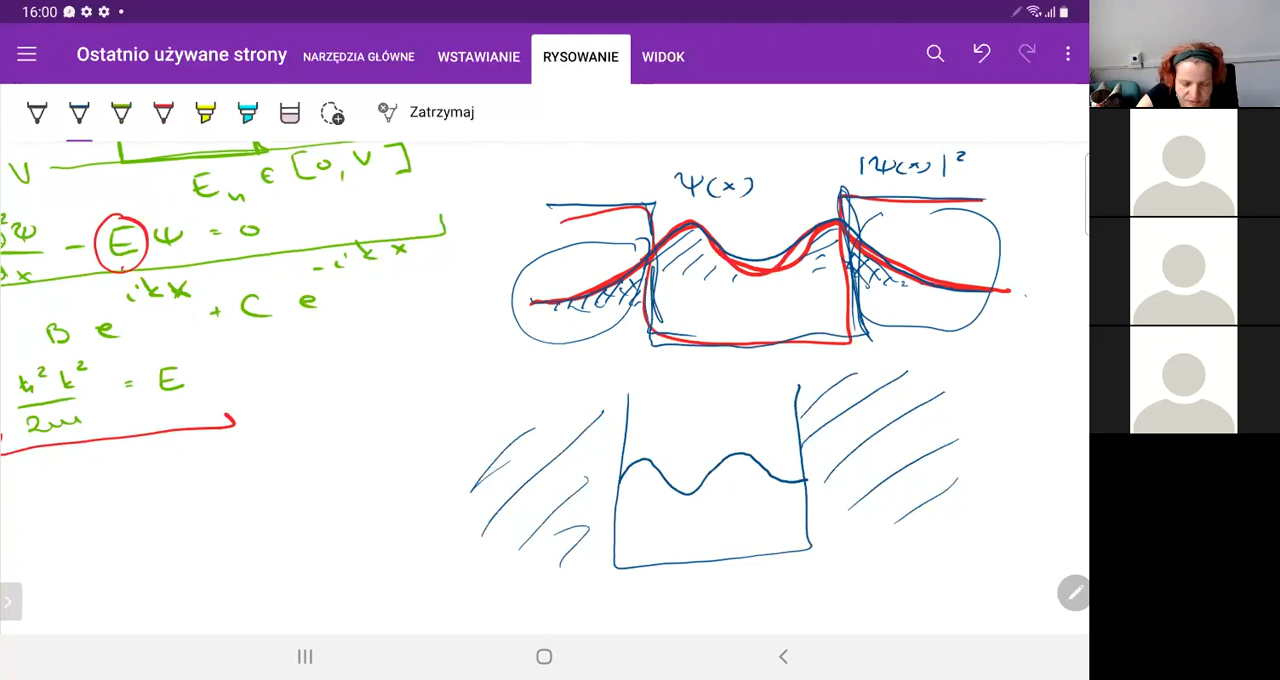 16:00
Ostatnio używane strony NARZĘDZIA GŁÓWNE WSTAWIANIE RYSOWANIE WIDOK
Zatrzymaj
V
Eₙ ∈ [0, V]
- E ψ = 0
B e^{ikx} + C e^{-ikx}
ħ²k²
2m
= E
Ψ(x)
|Ψ(x)|²